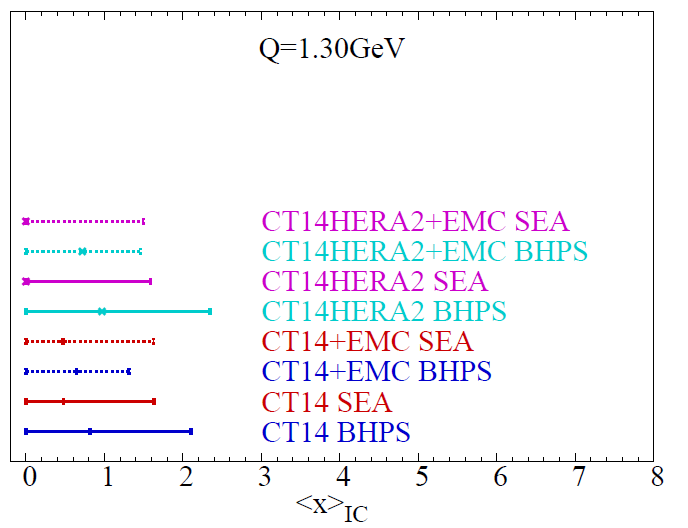 Q=1.30GeV
CT14HERA2+EMC SEA
CT14HERA2+EMC BHPS
CT14HERA2 SEA
CT14HERA2 BHPS
CT14+EMC SEA
CT14+EMC BHPS
CT14 SEA
CT14 BHPS
0 1 2 3 4 5 6 7 8
<x>IC